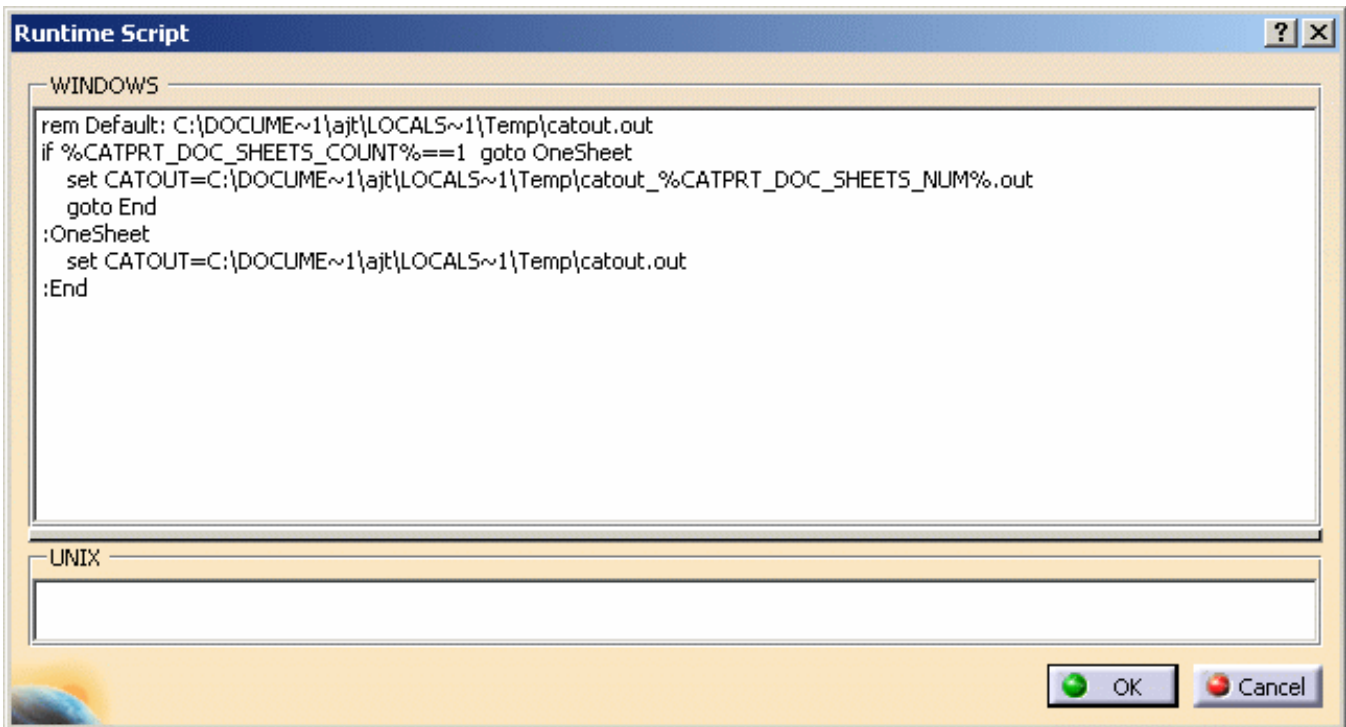 Runtime Script
WINDOWS
rem Default: C:\DOCUME~1\ajt\LOCALS~1\Temp\catout.out
if %CATPRT_DOC_SHEETS_COUNT%==1  goto OneSheet
    set CATOUT=C:\DOCUME~1\ajt\LOCALS~1\Temp\catout_%CATPRT_DOC_SHEETS_NUM%.out
    goto End
:OneSheet
    set CATOUT=C:\DOCUME~1\ajt\LOCALS~1\Temp\catout.out
:End
UNIX
OK Cancel